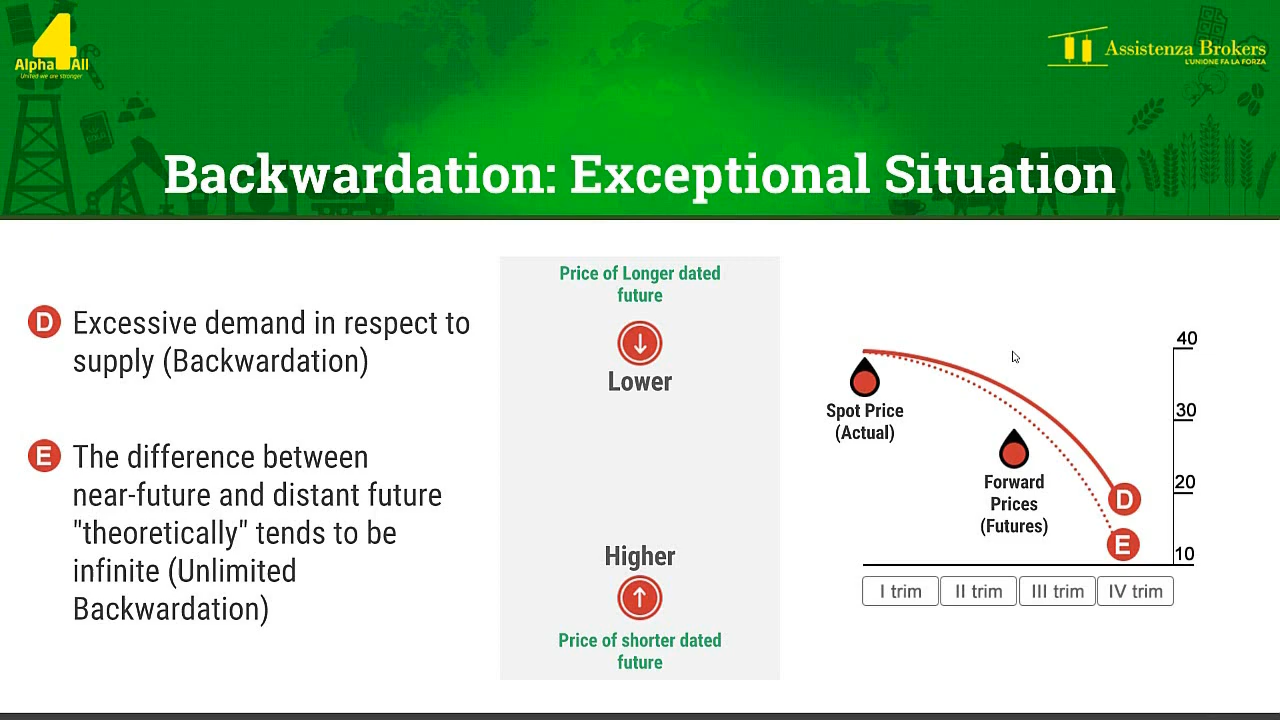 4
Alpha All
United we are stronger
Assistenza Brokers
L'UNIONE FA LA FORZA
Backwardation: Exceptional Situation
D Excessive demand in respect to
supply (Backwardation)
E The difference between
near-future and distant future
"theoretically" tends to be
infinite (Unlimited
Backwardation)
Price of Longer dated
future
Lower
Higher
Price of shorter dated
future
40
30
20
10
Spot Price
(Actual)
Forward
Prices
(Futures)
D
E
I trim II trim III trim IV trim